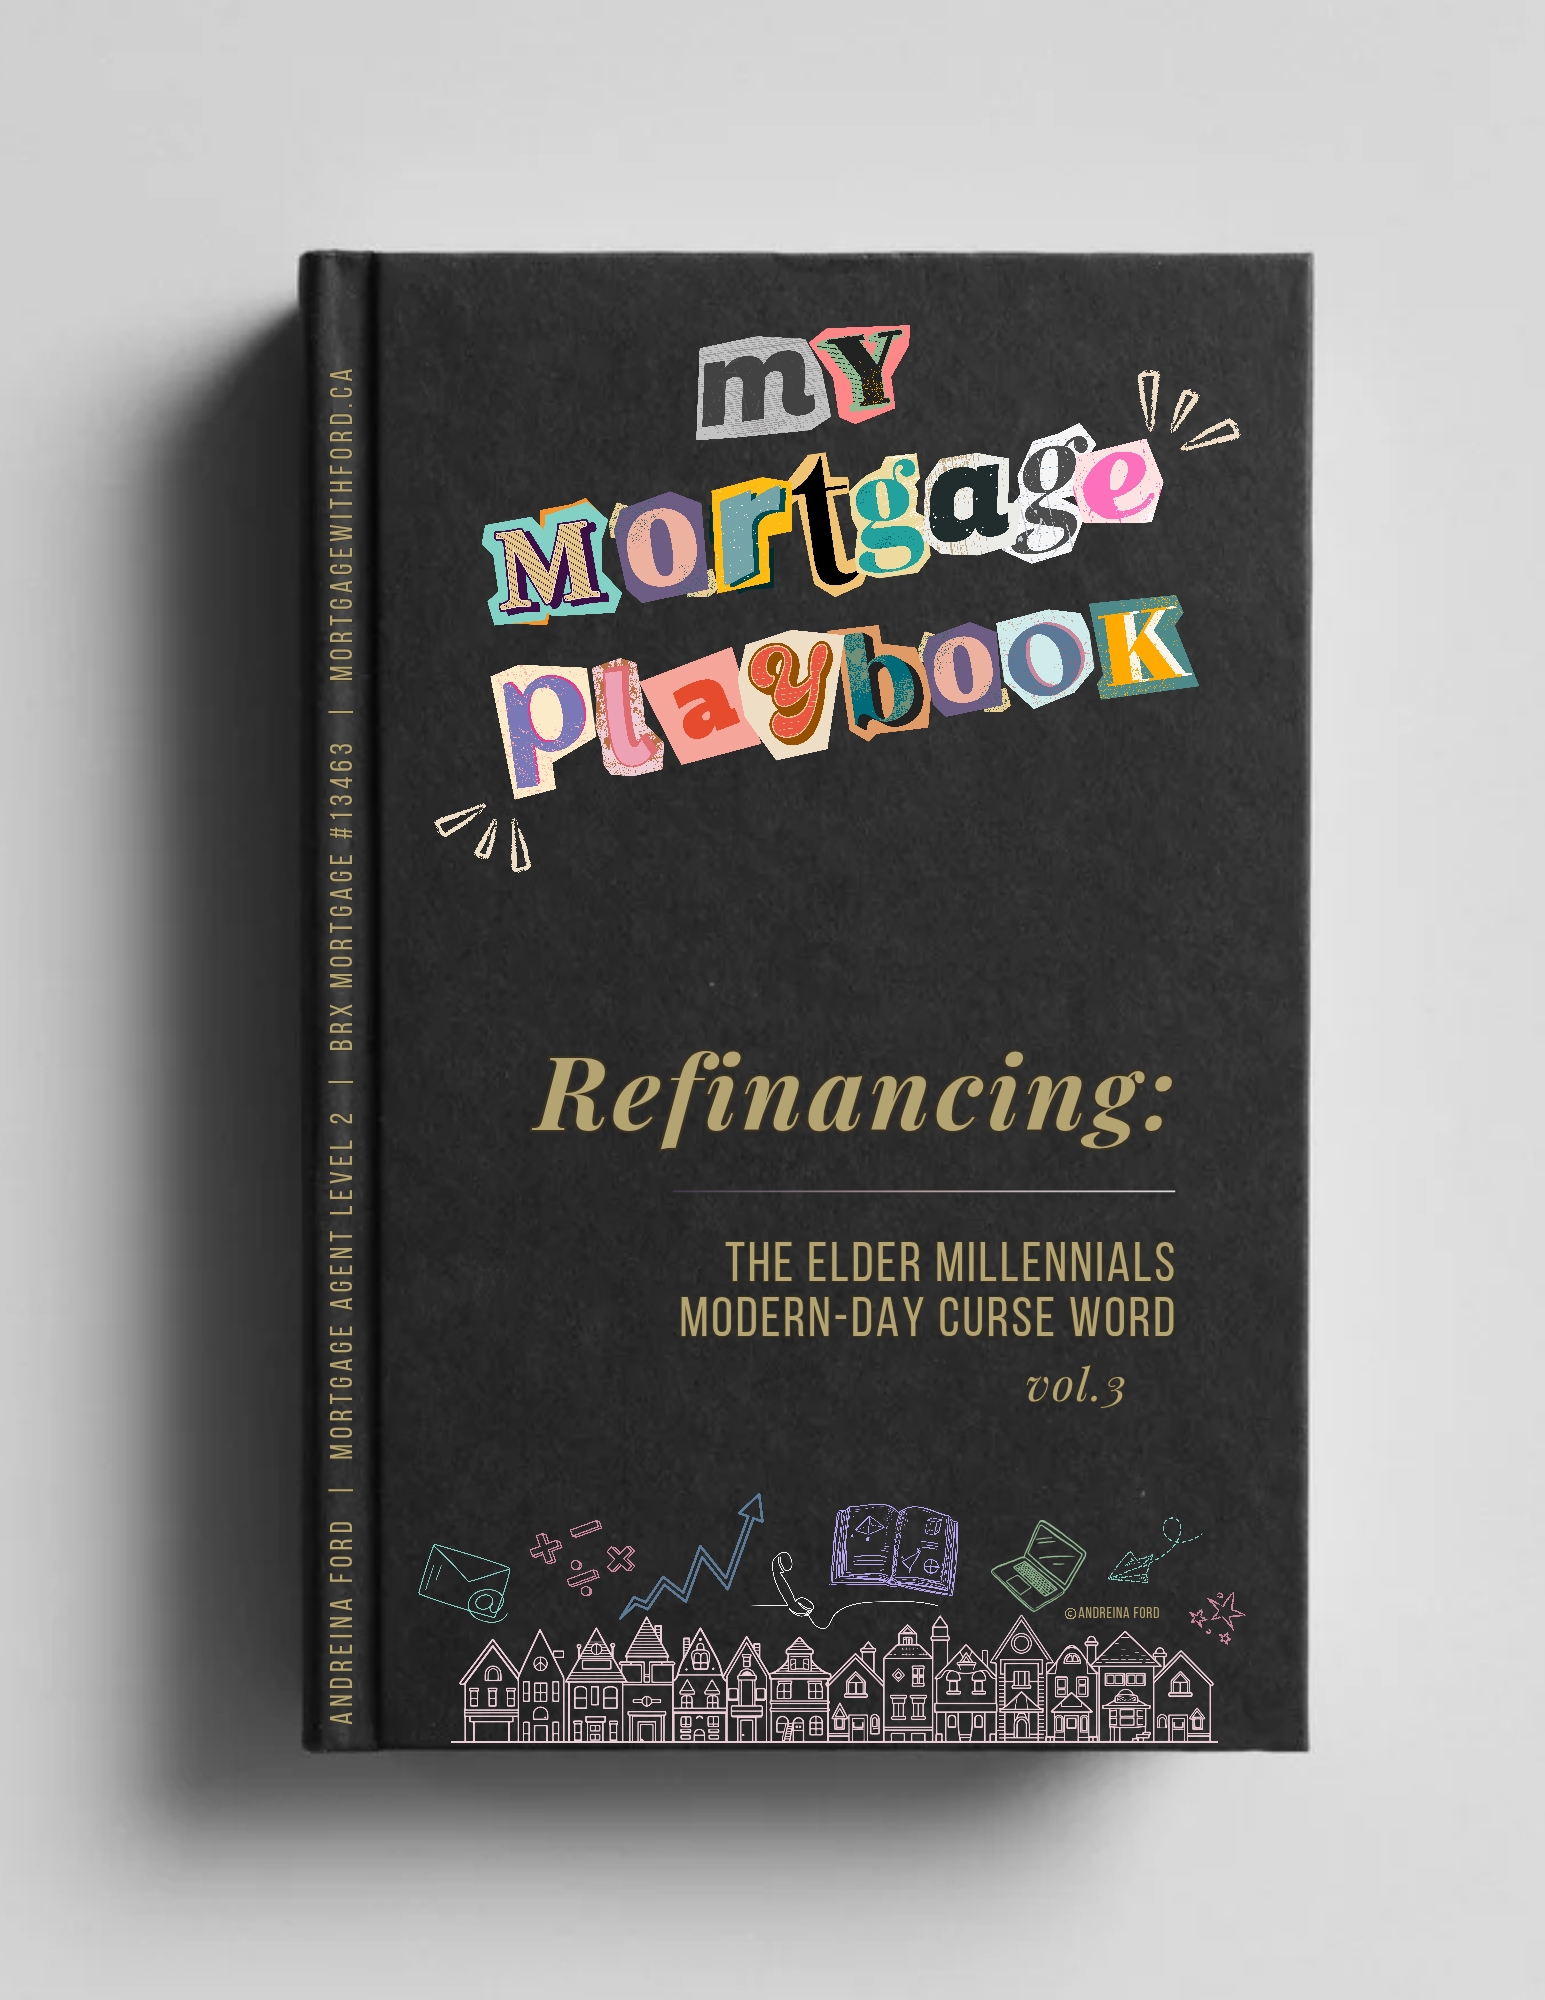 my
Mortgage
playbook
Refinancing:
THE ELDER MILLENNIALS
MODERN-DAY CURSE WORD
vol.3
©ANDREINA FORD
ANDREINA FORD | MORTGAGE AGENT LEVEL 2 | BRX MORTGAGE #13463 | MORTGAGEWITHFORD.CA